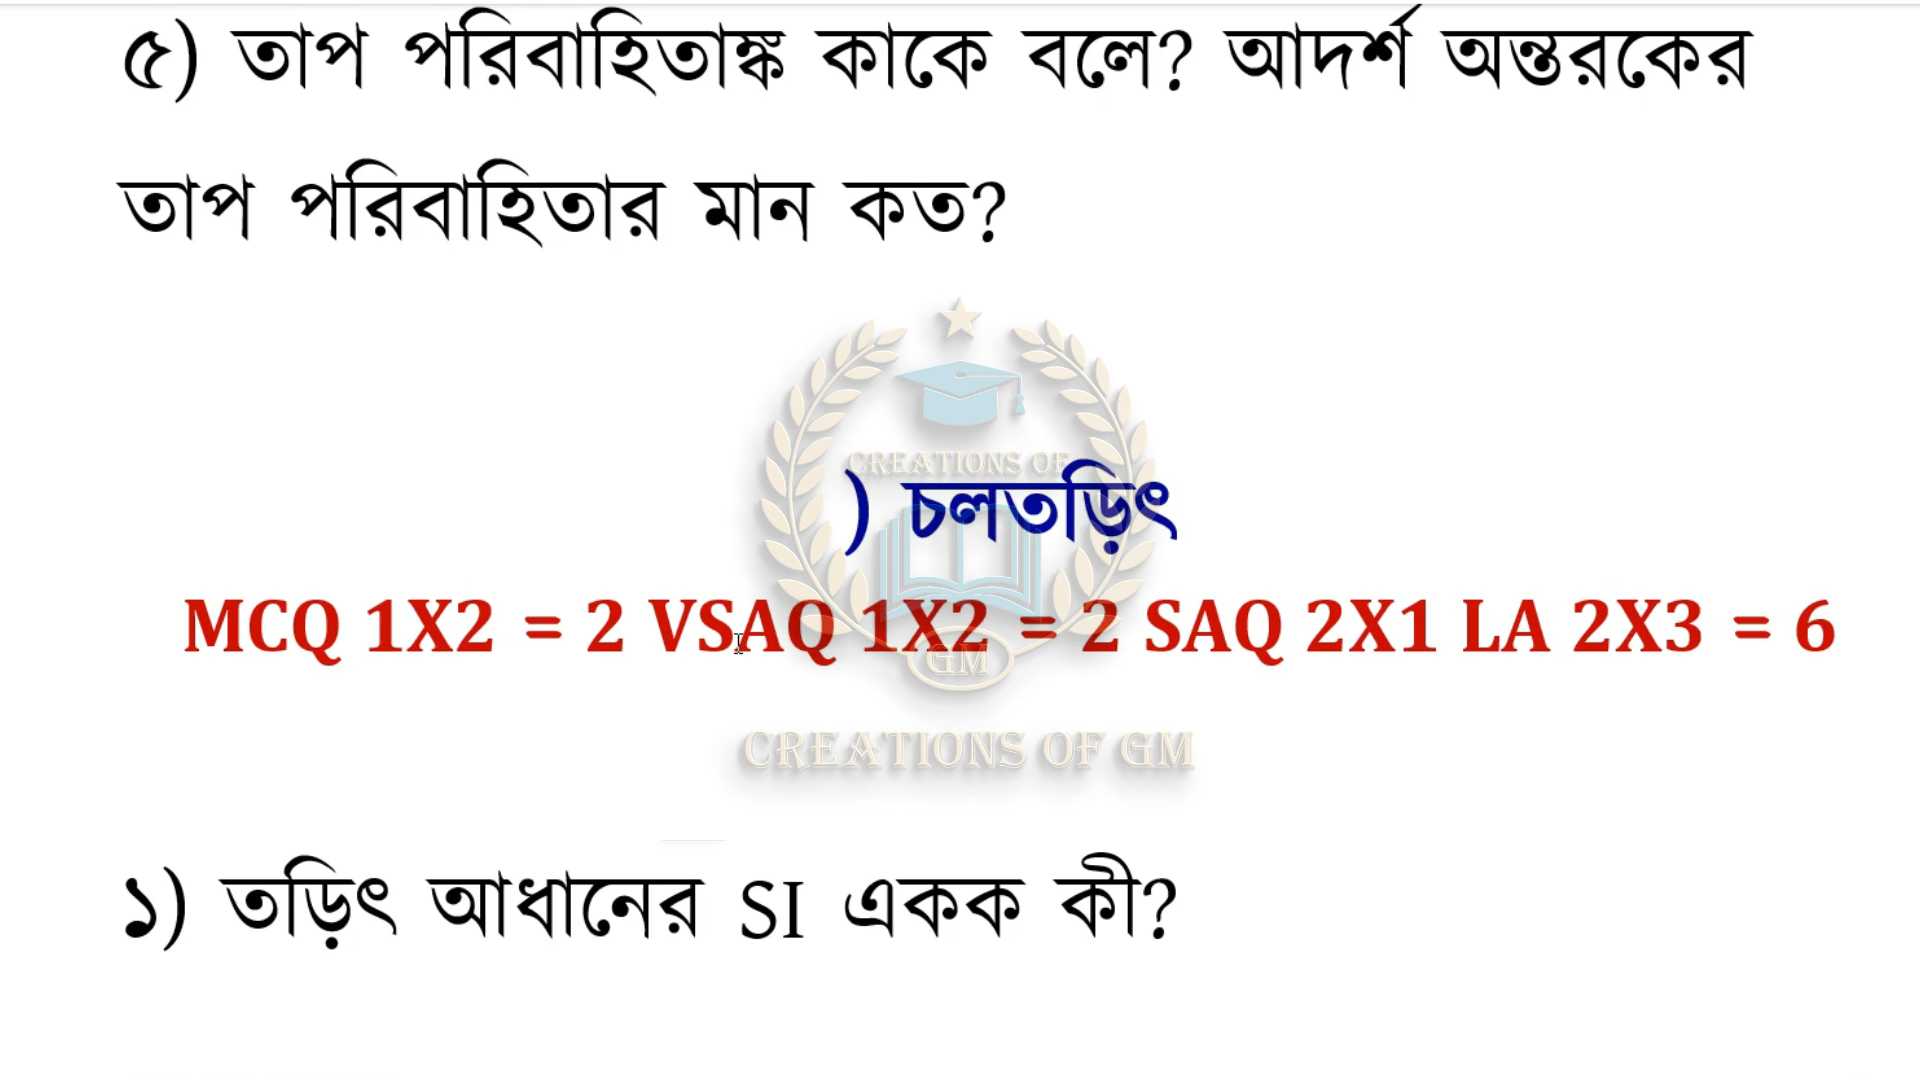 ৫) তাপ পরিবাহিতাঙ্ক কাকে বলে? আদর্শ অন্তরকের
তাপ পরিবাহিতার মান কত?
CREATIONS OF
) চলতড়িৎ
MCQ 1X2 = 2 VSAQ 1X2 = 2 SAQ 2X1 LA 2X3 = 6
GM
CREATIONS OF GM
১) তড়িৎ আধানের SI একক কী?